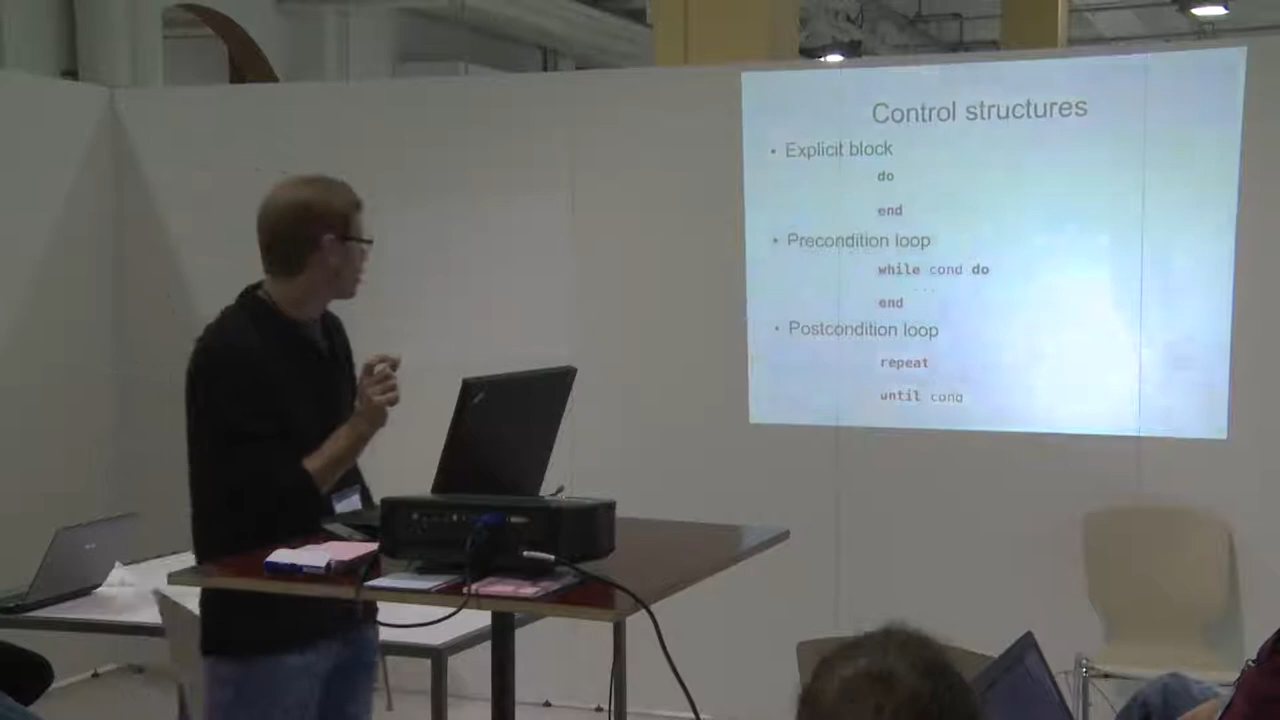 Control structures
• Explicit block
do
end
• Precondition loop
while cond do
...
end
• Postcondition loop
repeat
until cond